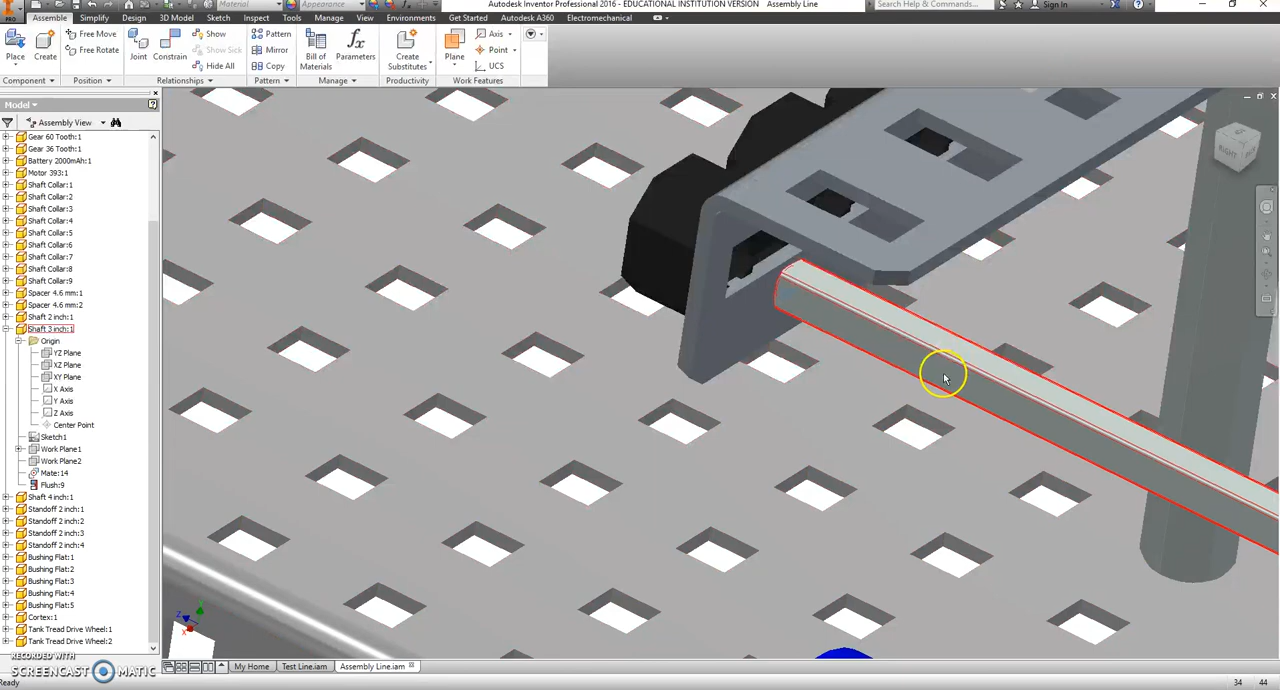 Material
Appearance
Autodesk Inventor Professional 2016 - EDUCATIONAL INSTITUTION VERSION Assembly Line
Search Help & Commands...
Sign In
PRO
Assemble Simplify Design 3D Model Sketch Inspect Tools Manage View Environments Get Started Autodesk A360 Electromechanical
Place
Create
Free Move
Free Rotate
Joint
Constrain
Show
Show Sick
Hide All
Pattern
Mirror
Copy
Bill of
Materials
Parameters
Create
Substitutes
Plane
Axis
Point
UCS
Component Position Relationships Pattern Manage Productivity Work Features
Model
Assembly View
Gear 60 Tooth:1
Gear 36 Tooth:1
Battery 2000mAh:1
Motor 393:1
Shaft Collar:1
Shaft Collar:2
Shaft Collar:3
Shaft Collar:4
Shaft Collar:5
Shaft Collar:6
Shaft Collar:7
Shaft Collar:8
Shaft Collar:9
Spacer 4.6 mm:1
Spacer 4.6 mm:2
Shaft 2 inch:1
Shaft 3 inch:1
Origin
YZ Plane
XZ Plane
XY Plane
X Axis
Y Axis
Z Axis
Center Point
Sketch1
Work Plane1
Work Plane2
Mate:14
Flush:9
Shaft 4 inch:1
Standoff 2 inch:1
Standoff 2 inch:2
Standoff 2 inch:3
Standoff 2 inch:4
Bushing Flat:1
Bushing Flat:2
Bushing Flat:3
Bushing Flat:4
Bushing Flat:5
Cortex:1
Tank Tread Drive Wheel:1
Tank Tread Drive Wheel:2
RIGHT
Z
X
My Home Test Line.iam Assembly Line.iam
RECORDED WITH
SCREENCAST MATIC
Ready
34 44